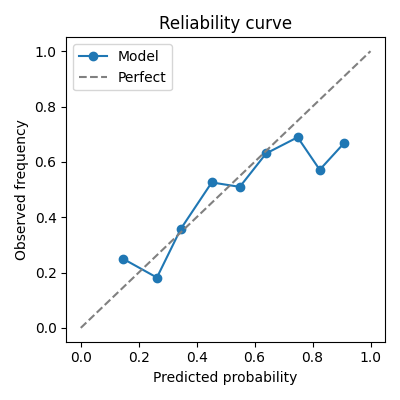 Reliability curve
Model
Perfect
Observed frequency
1.0
0.8
0.6
0.4
0.2
0.0
0.0 0.2 0.4 0.6 0.8 1.0
Predicted probability